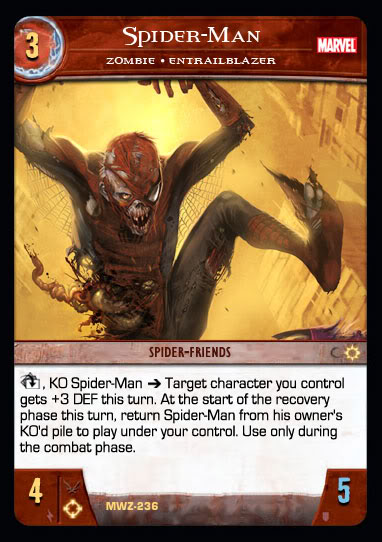 3
SPIDER-MAN
MARVEL
ZOMBIE • ENTRAILBLAZER
SPIDER-FRIENDS
C
, KO Spider-Man ➔ Target character you control
gets +3 DEF this turn. At the start of the recovery
phase this turn, return Spider-Man from his owner's
KO'd pile to play under your control. Use only during
the combat phase.
4
MWZ-236
5